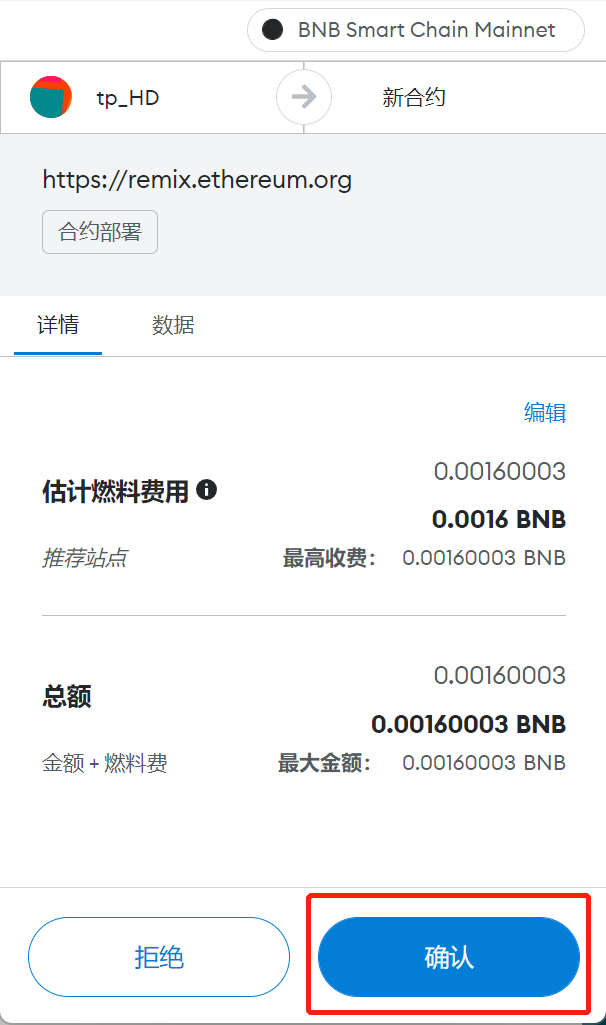 BNB Smart Chain Mainnet
tp_HD
新合约
https://remix.ethereum.org
合约部署
详情 数据
编辑
0.00160003
估计燃料费用
0.0016 BNB
推荐站点 最高收费： 0.00160003 BNB
0.00160003
总额
0.00160003 BNB
金额 + 燃料费 最大金额： 0.00160003 BNB
拒绝 确认